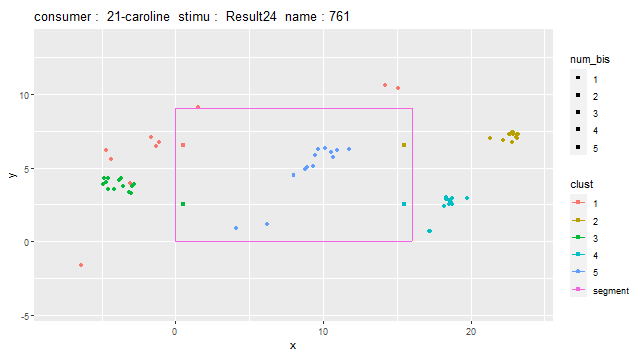 consumer :  21-caroline  stimu :  Result24  name : 761
num_bis
1
2
3
4
5
clust
1
2
3
4
5
segment
y
10
5
0
-5
0
10
20
x